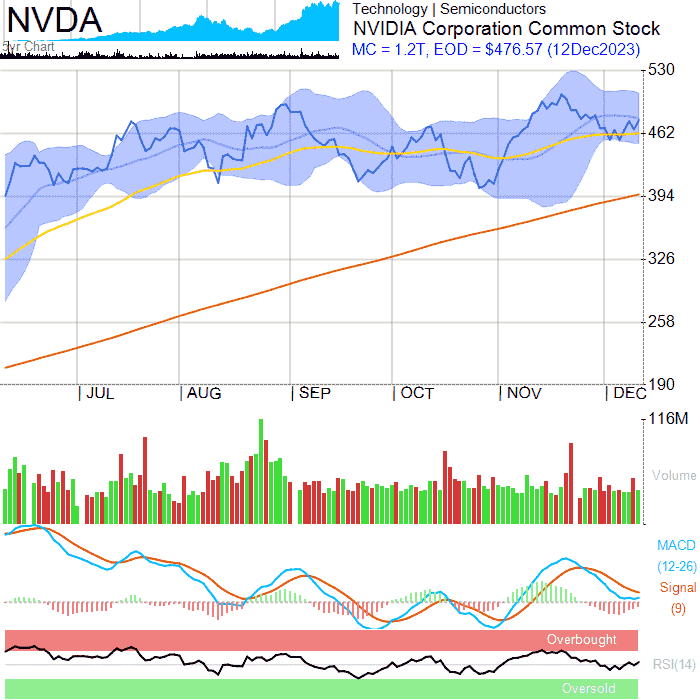 NVDA
5yr Chart
Technology | Semiconductors
NVIDIA Corporation Common Stock
MC = 1.2T, EOD = $476.57 (12Dec2023)
530
462
394
326
258
190
| JUL | AUG | SEP | OCT | NOV | DEC
116M
Volume
MACD
(12-26)
Signal
(9)
Overbought
RSI(14)
Oversold